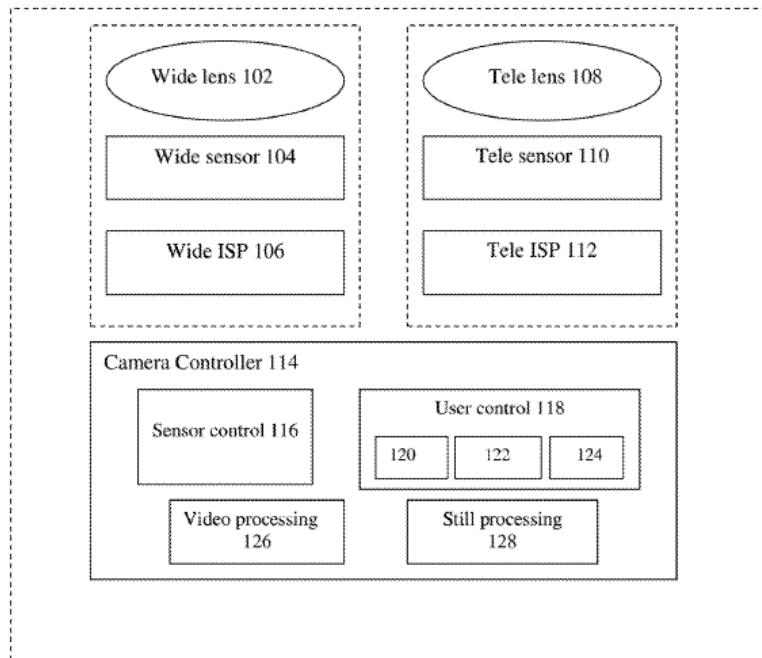 Wide lens 102
Tele lens 108
Wide sensor 104
Tele sensor 110
Wide ISP 106
Tele ISP 112
Camera Controller 114
Sensor control 116
User control 118
120
122
124
Video processing
126
Still processing
128